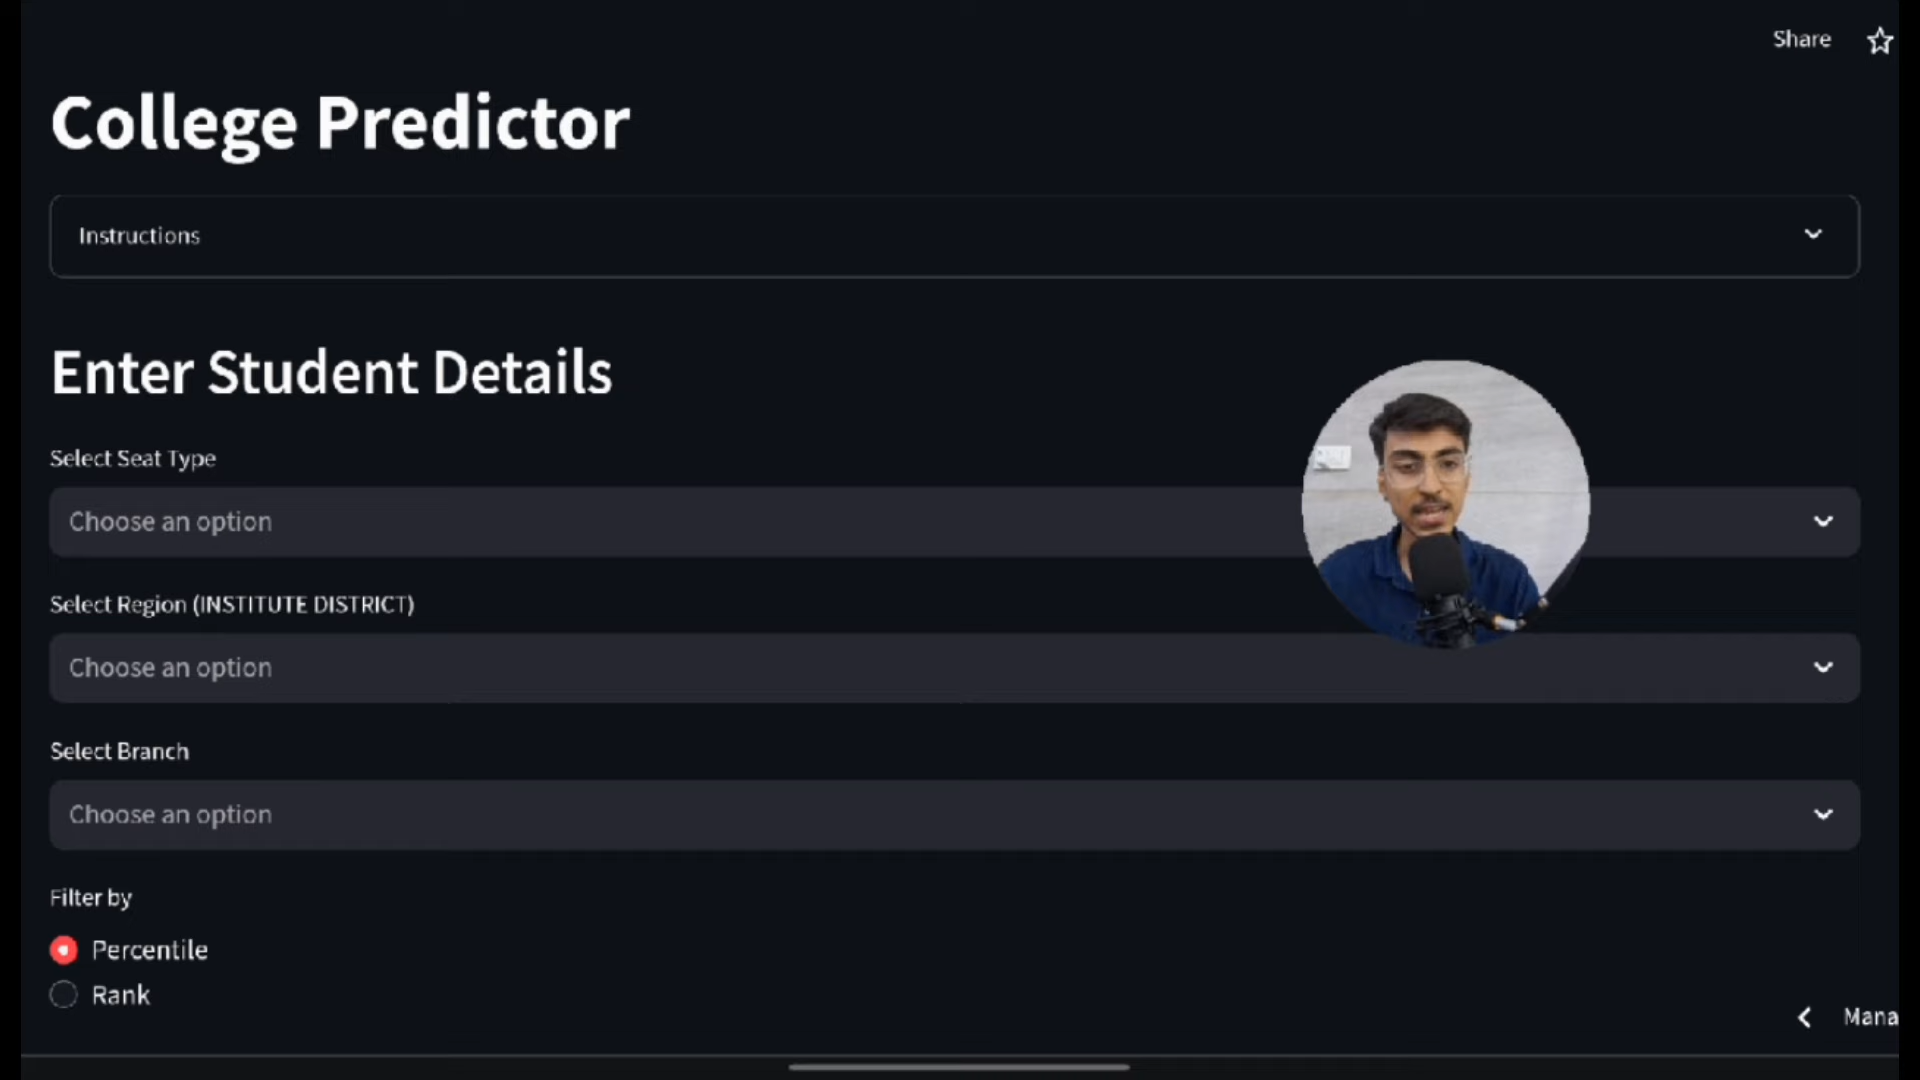 Share
College Predictor
Instructions
Enter Student Details
Select Seat Type
Choose an option
Select Region (INSTITUTE DISTRICT)
Choose an option
Select Branch
Choose an option
Filter by
Percentile
Rank
Mana